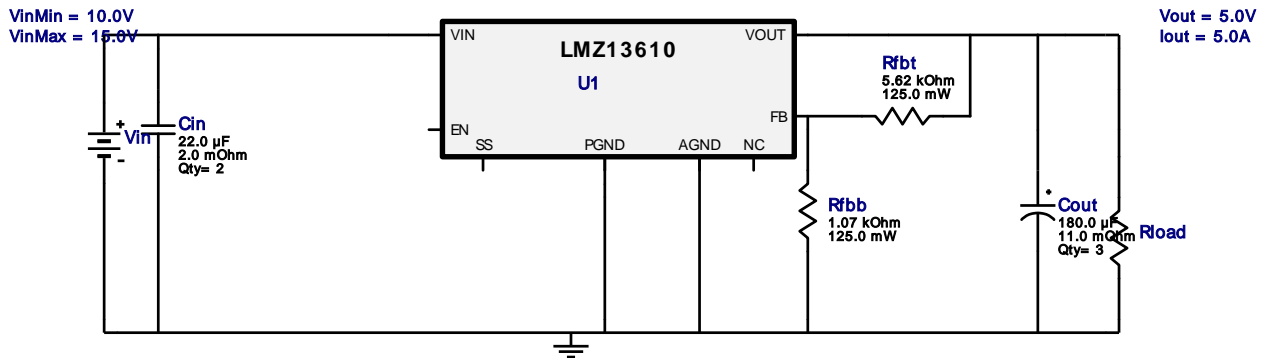 VinMin = 10.0V
VinMax = 15.0V
Vout = 5.0V
Iout = 5.0A
VIN
VOUT
LMZ13610
U1
Rfbt
5.62 kOhm
125.0 mW
FB
EN
SS
PGND
AGND
NC
+
Vin
-
Cin
22.0 µF
2.0 mOhm
Qty= 2
Rfbb
1.07 kOhm
125.0 mW
Cout
180.0 µF
11.0 mOhm
Qty= 3
Rload